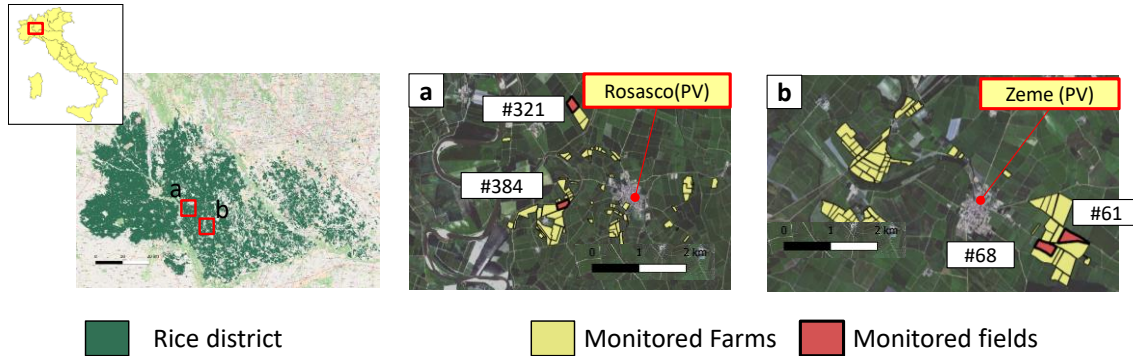 a
b
a
#321
#384
Rosasco(PV)
0 1 2 km
b
Zeme (PV)
#61
#68
0 1 2 km
Rice district
Monitored Farms
Monitored fields